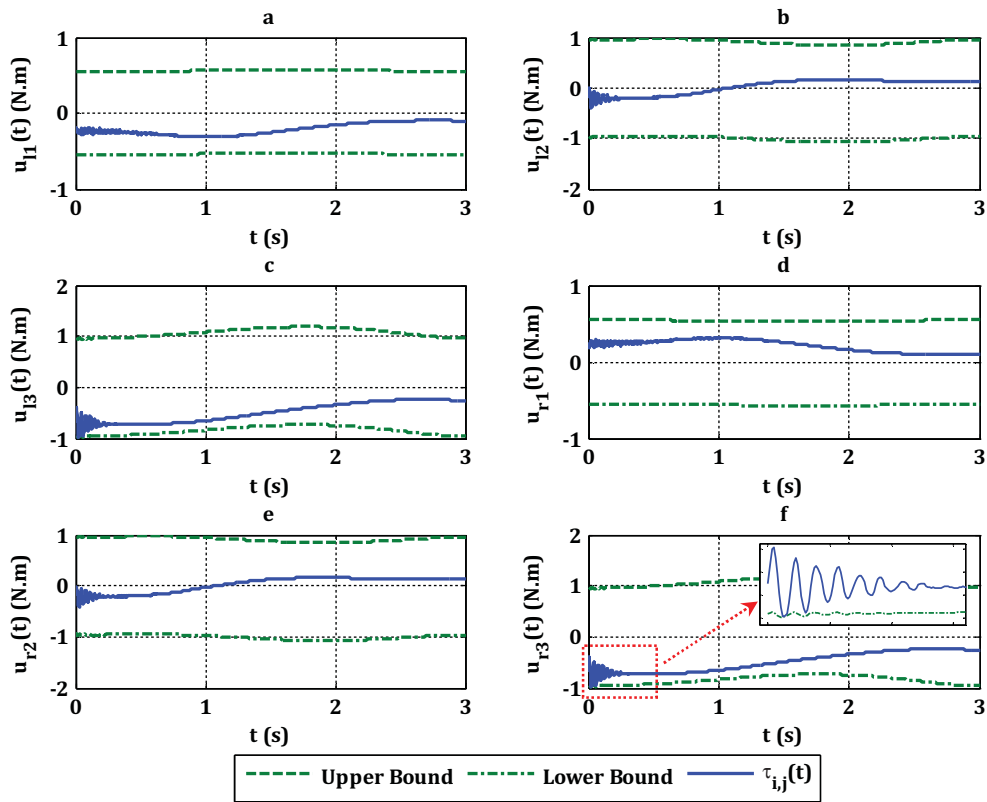 a
1
0
-1
0
1
2
3
u_l1(t) (N.m)
t (s)
b
1
0
-1
-2
0
1
2
3
u_l2(t) (N.m)
t (s)
c
2
1
0
-1
0
1
2
3
u_l3(t) (N.m)
t (s)
d
1
0
-1
0
1
2
3
u_r1(t) (N.m)
t (s)
e
1
0
-1
-2
0
1
2
3
u_r2(t) (N.m)
t (s)
f
2
1
0
-1
0
1
2
3
u_r3(t) (N.m)
t (s)
Upper Bound
Lower Bound
τ_i,j(t)